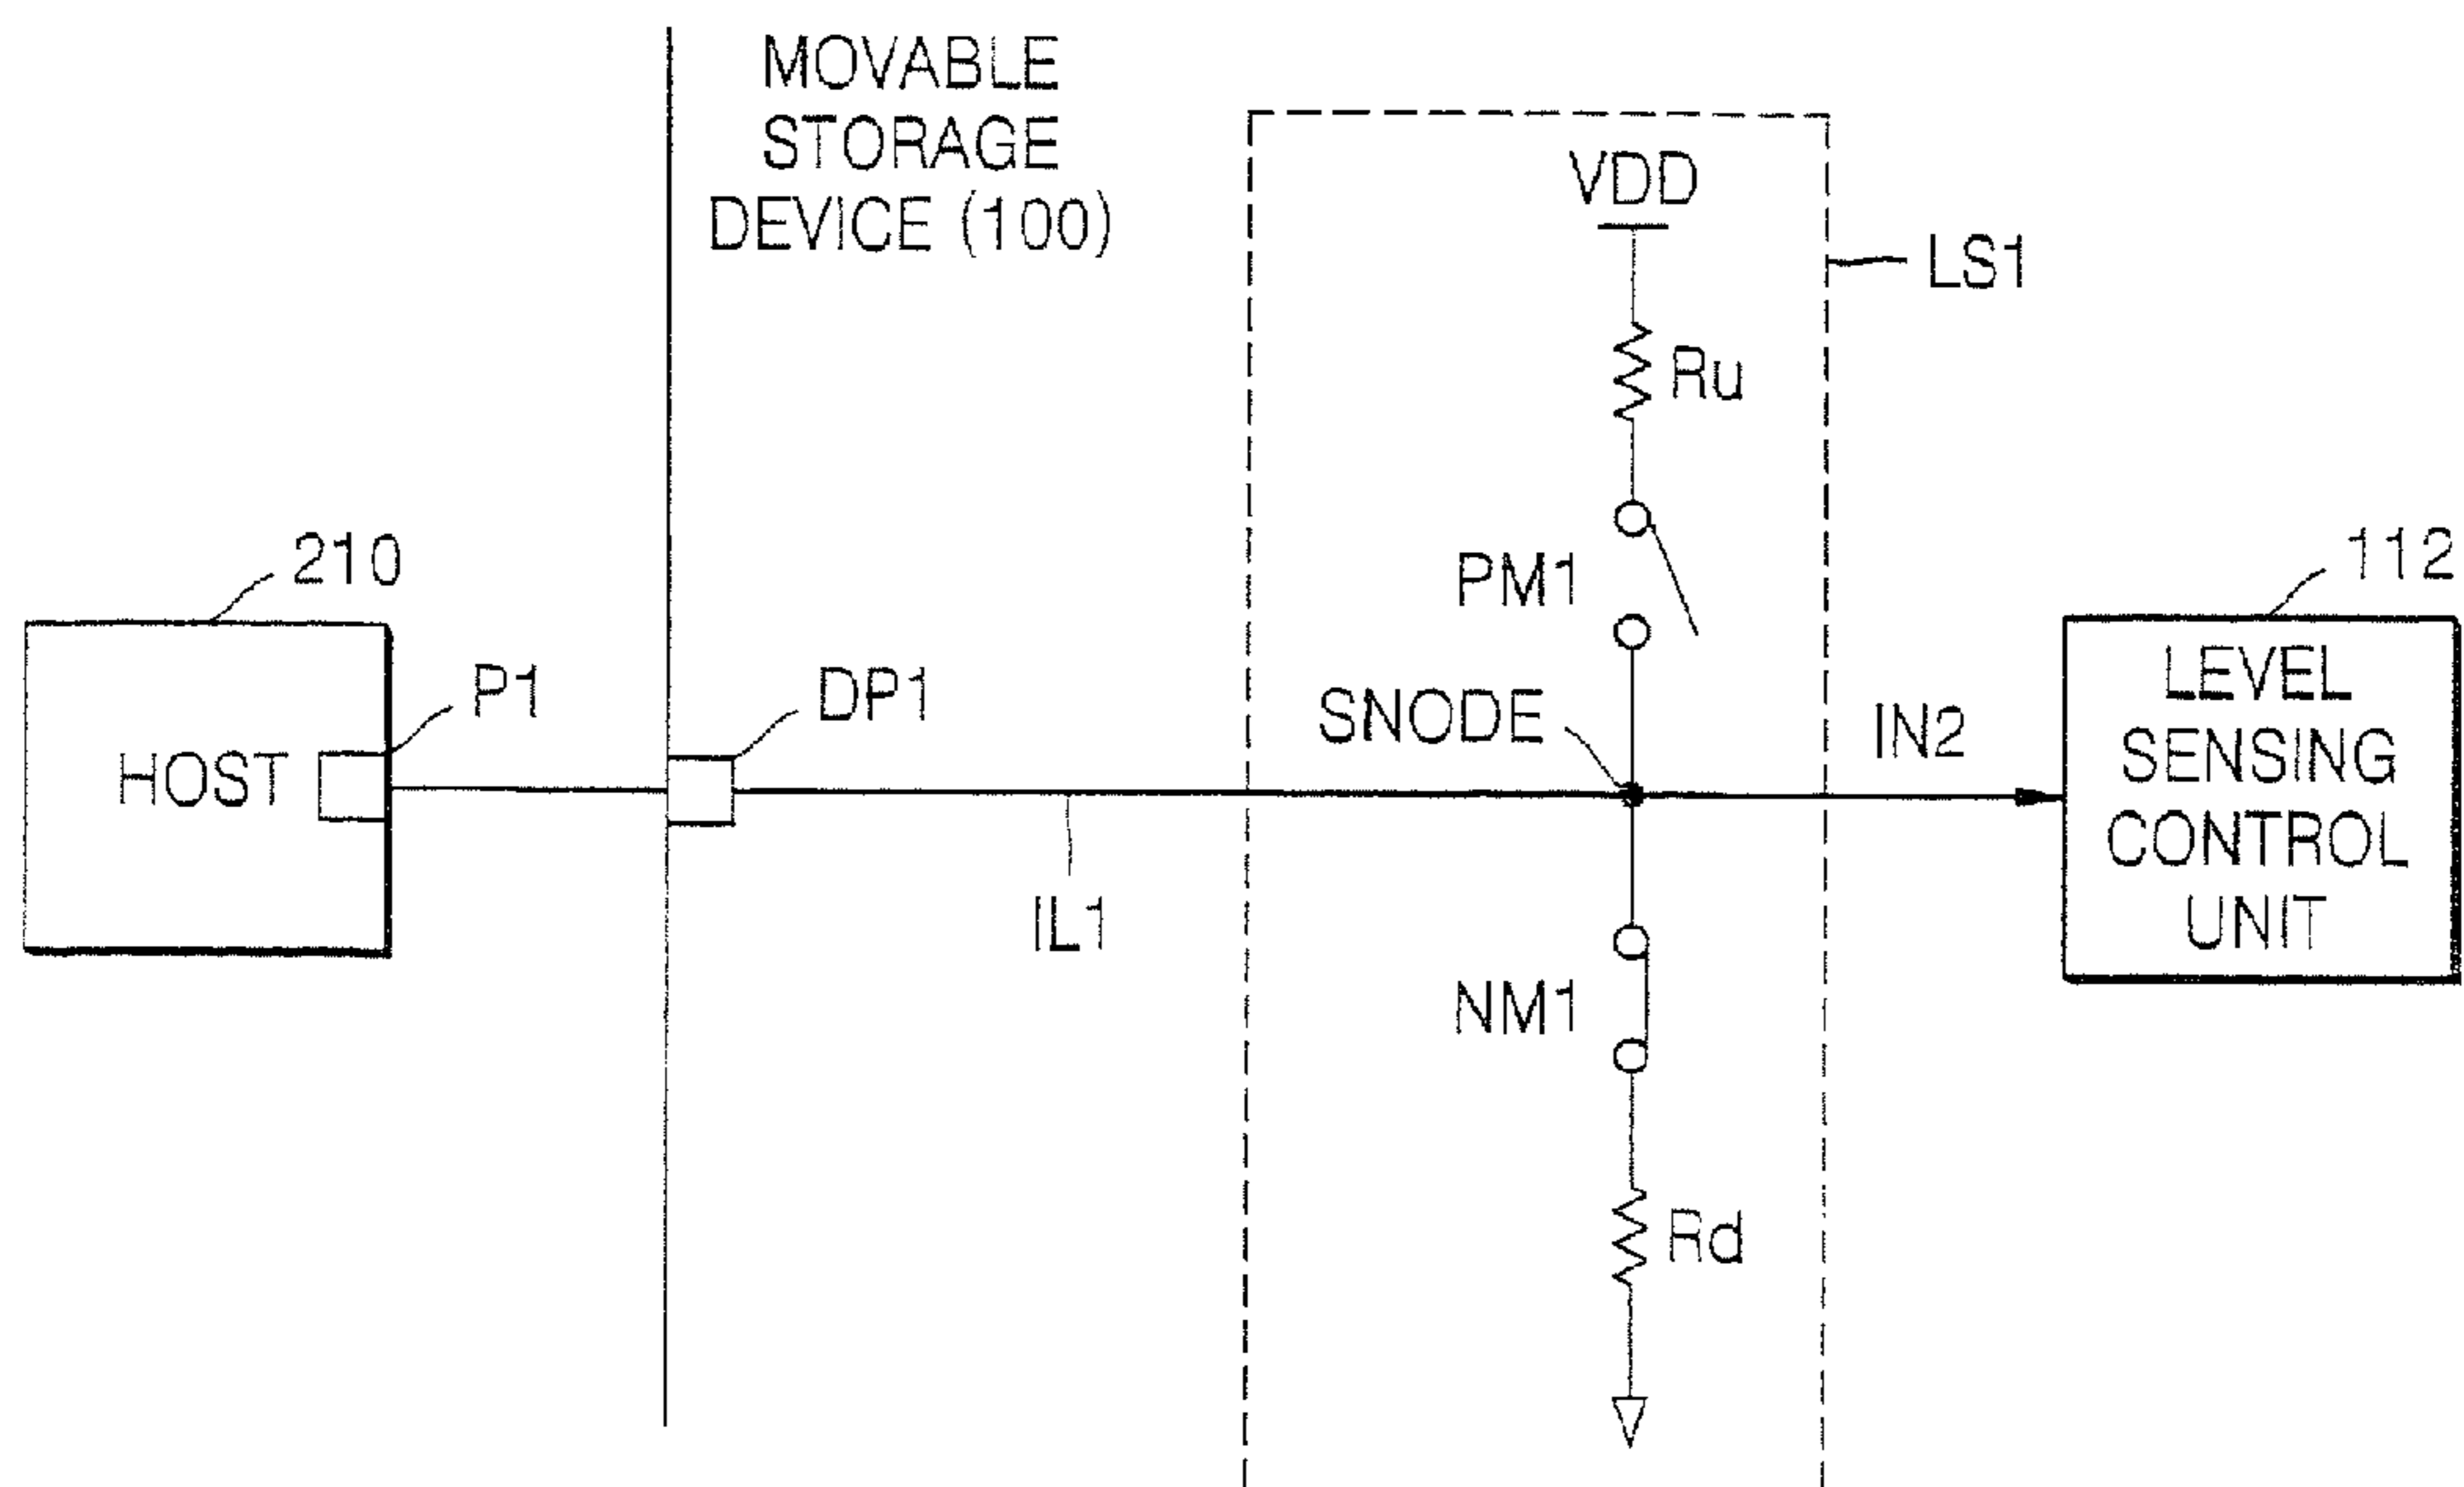 MOVABLE
STORAGE
DEVICE (100)
VDD
LS1
Ru
210
PM1
112
P1
DP1
SNODE
IN2
HOST
LEVEL
SENSING
CONTROL
UNIT
IL1
NM1
Rd